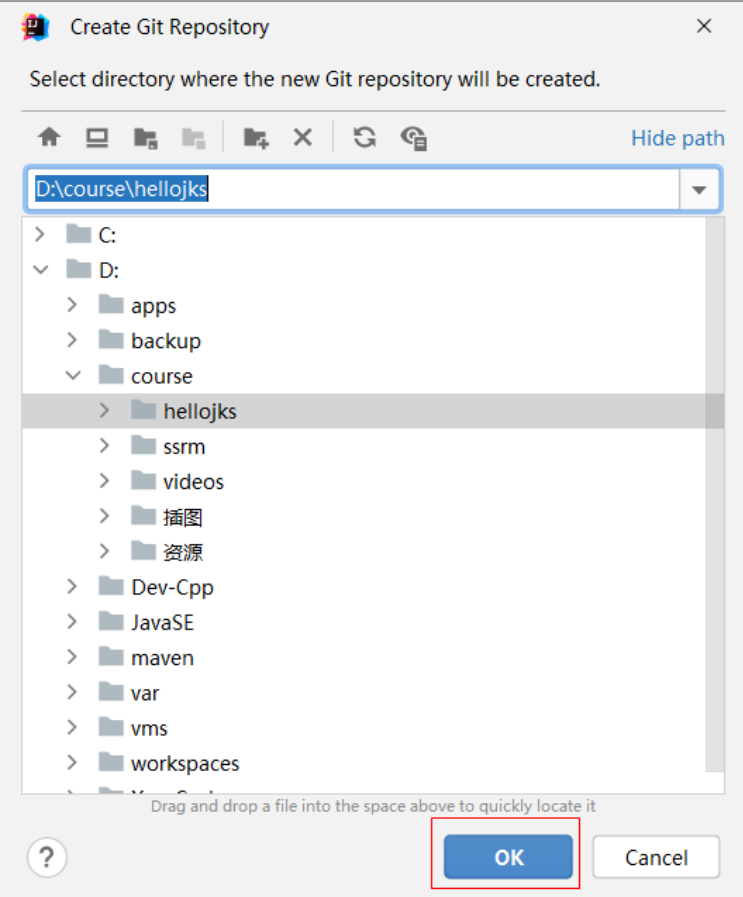 Create Git Repository
Select directory where the new Git repository will be created.
Hide path
D:\course\hellojks
C:
D:
apps
backup
course
hellojks
ssrm
videos
插图
资源
Dev-Cpp
JavaSE
maven
var
vms
workspaces
Drag and drop a file into the space above to quickly locate it
?
OK
Cancel